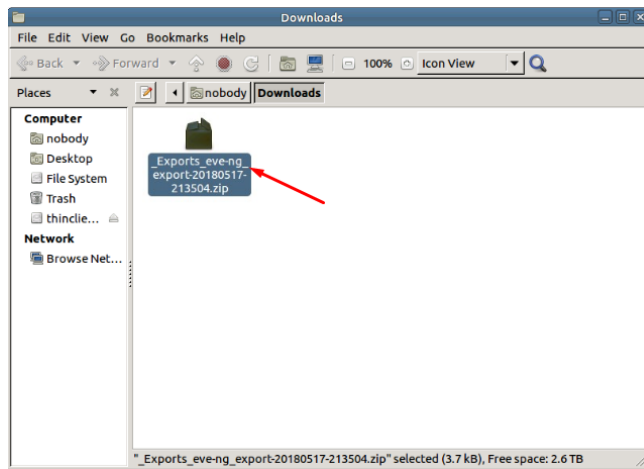 Downloads
File Edit View Go Bookmarks Help
Back Forward 100% Icon View
Places nobody Downloads
Computer
nobody
Desktop
File System
Trash
thinclie...
Network
Browse Net...
_Exports_eve-ng_
export-20180517-
213504.zip
"_Exports_eve-ng_export-20180517-213504.zip" selected (3.7 kB), Free space: 2.6 TB